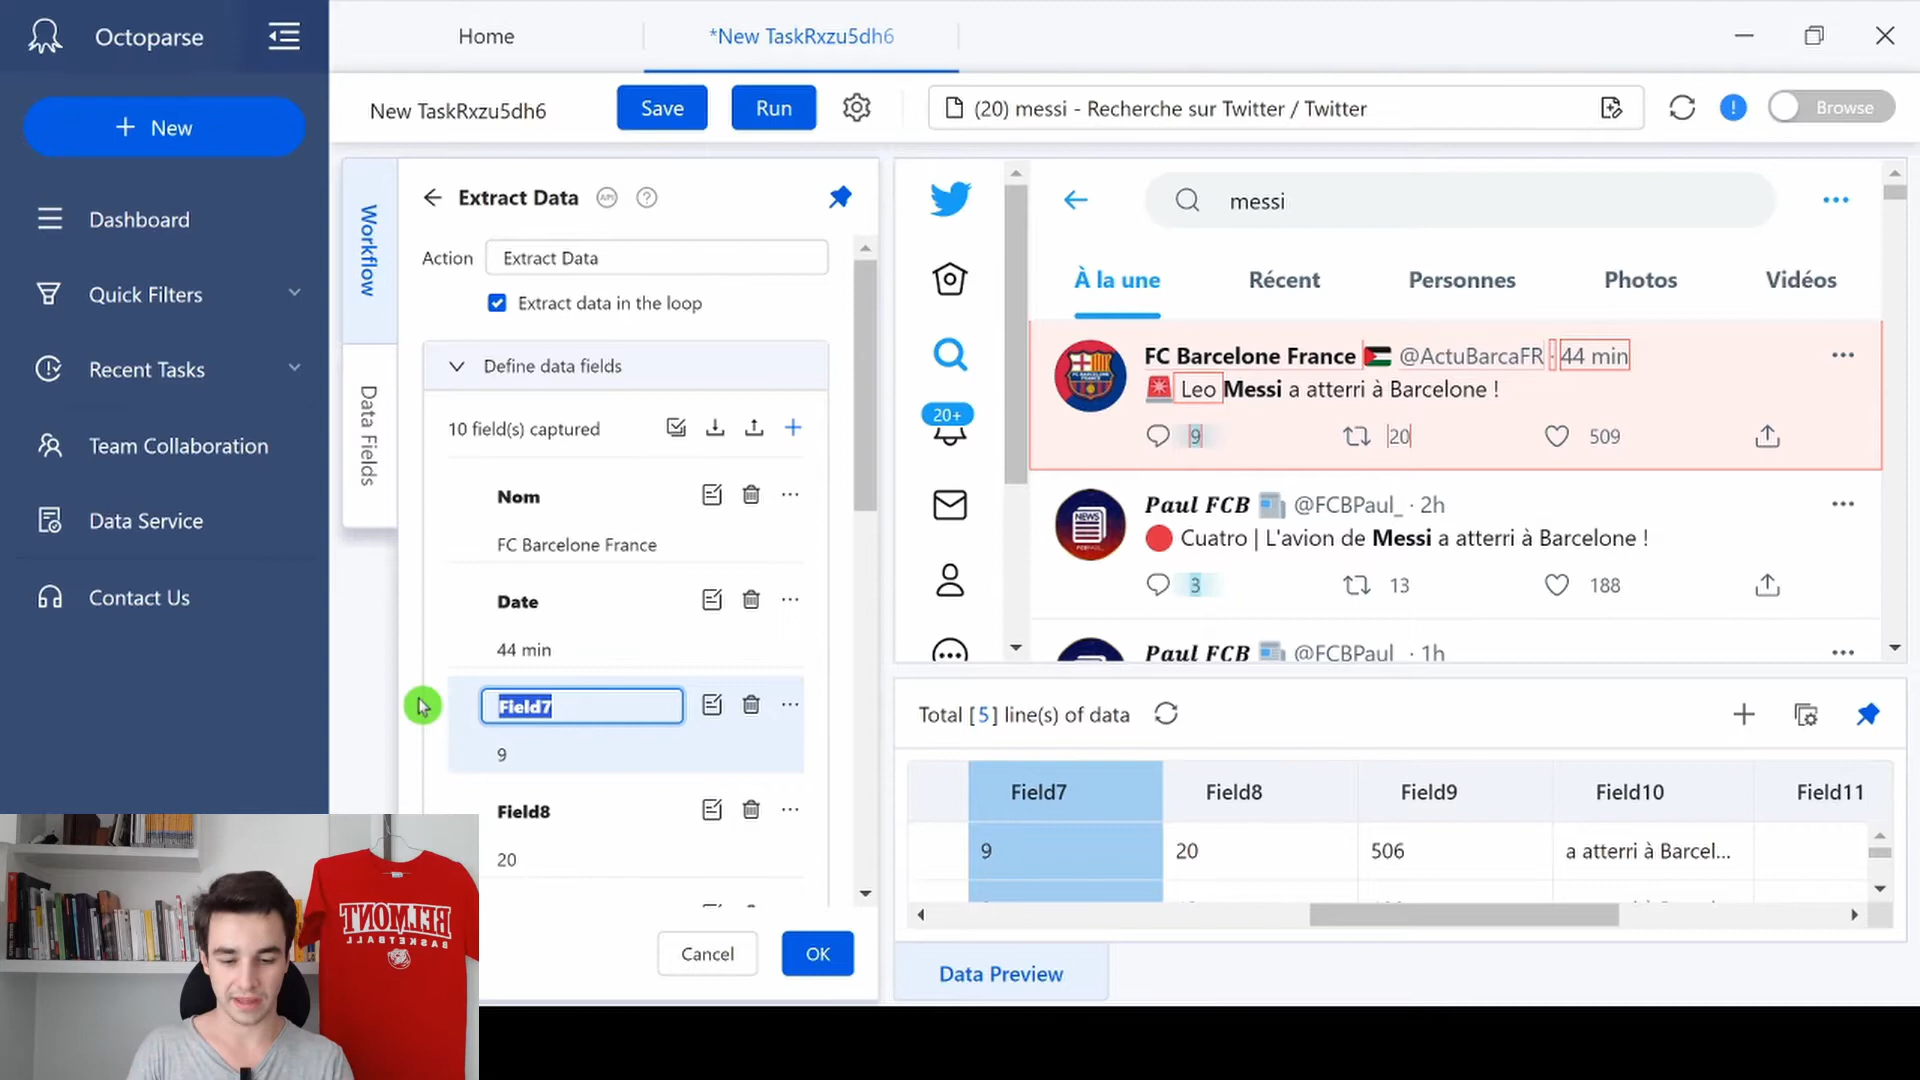 Octoparse
Home
*New TaskRxzu5dh6
+ New
New TaskRxzu5dh6
Save
Run
(20) messi - Recherche sur Twitter / Twitter
Browse
Dashboard
Quick Filters
Recent Tasks
Team Collaboration
Data Service
Contact Us
Workflow
Data Fields
Extract Data
API
Action
Extract Data
Extract data in the loop
Define data fields
10 field(s) captured
Nom
FC Barcelone France
Date
44 min
Field7
9
Field8
20
Cancel
OK
20+
messi
À la une
Récent
Personnes
Photos
Vidéos
FC Barcelone France @ActuBarcaFR · 44 min
Leo Messi a atterri à Barcelone !
9
20
509
NEWS
Paul FCB @FCBPaul_ · 2h
Cuatro | L'avion de Messi a atterri à Barcelone !
3
13
188
Paul FCB @FCBPaul_ · 1h
Total [5] line(s) of data
Field7
Field8
Field9
Field10
Field11
9
20
506
a atterri à Barcel...
Data Preview
BELMONT
BASKETBALL